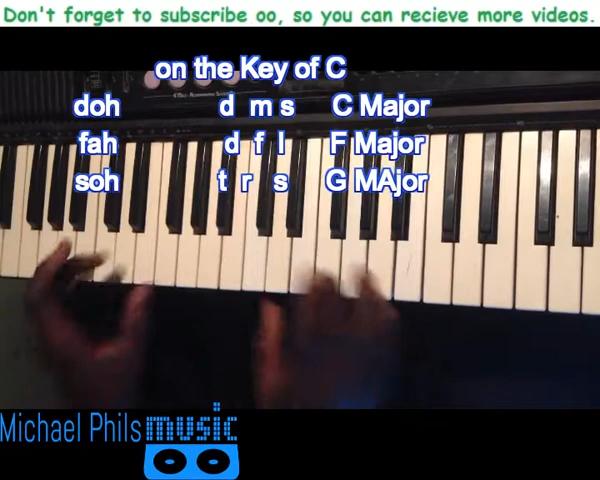 Don't forget to subscribe oo, so you can recieve more videos.
on the Key of C
doh d m s C Major
fah d f l F Major
soh t r s G MAjor
Michael Phils music